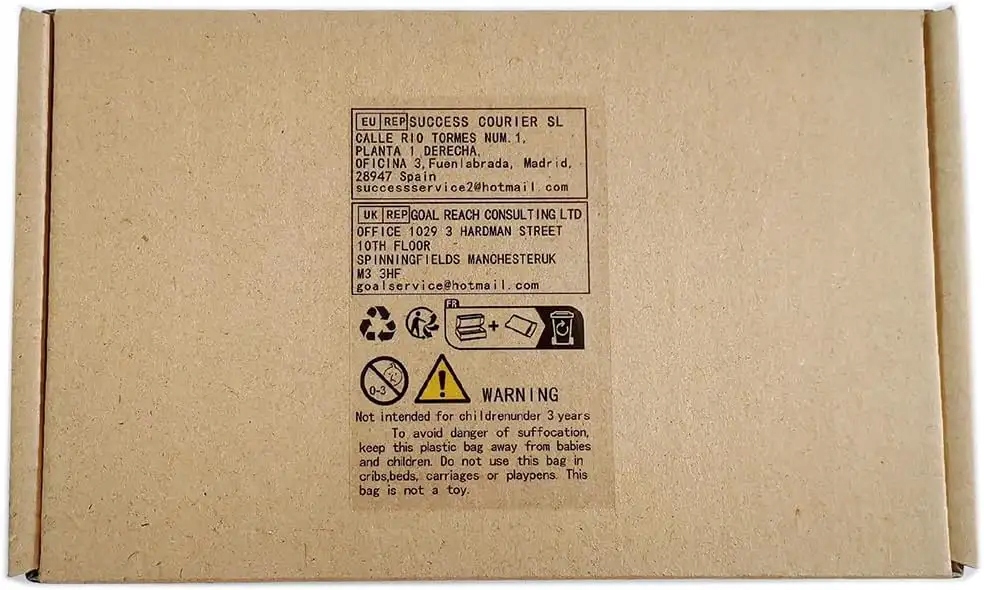 EU REP SUCCESS COURIER SL
CALLE RIO TORMES NUM.1,
PLANTA 1 DERECHA,
OFICINA 3,Fuenlabrada, Madrid,
28947 Spain
successservice2@hotmail.com
UK REP GOAL REACH CONSULTING LTD
OFFICE 1029 3 HARDMAN STREET
10TH FLOOR
SPINNINGFIELDS MANCHESTERUK
M3 3HF
goalservice@hotmail.com
FR
+
0-3
WARNING
Not intended for childrenunder 3 years
To avoid danger of suffocation,
keep this plastic bag away from babies
and children. Do not use this bag in
cribs,beds, carriages or playpens. This
bag is not a toy.